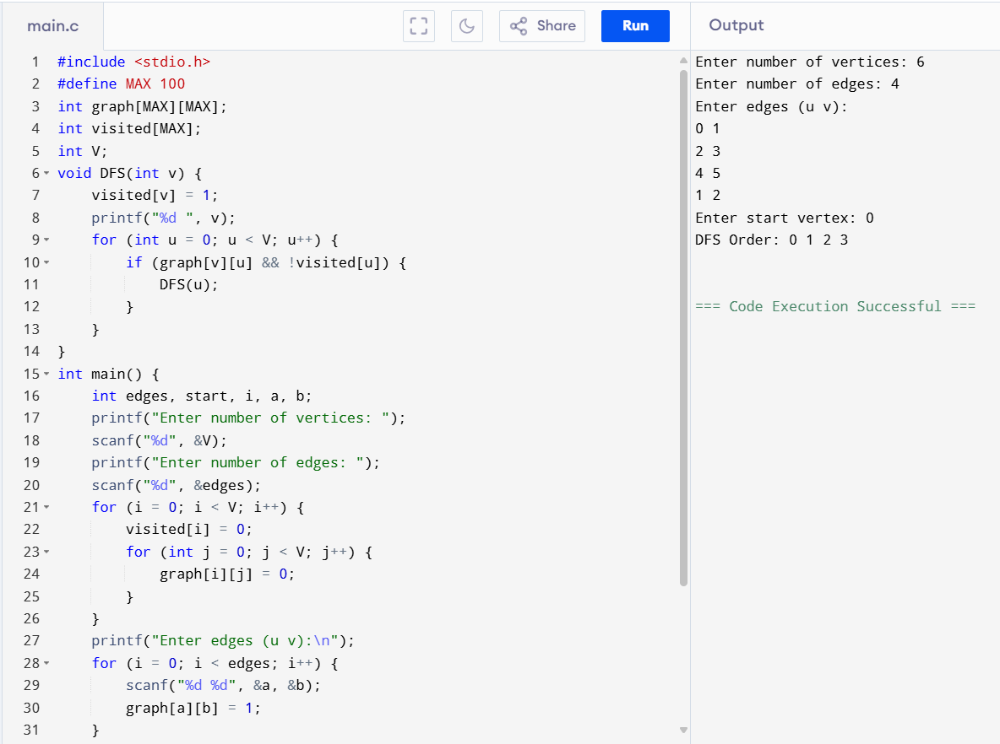 main.c
Share
Run
Output
1 #include <stdio.h>
2 #define MAX 100
3 int graph[MAX][MAX];
4 int visited[MAX];
5 int V;
6 void DFS(int v) {
7     visited[v] = 1;
8     printf("%d ", v);
9     for (int u = 0; u < V; u++) {
10         if (graph[v][u] && !visited[u]) {
11             DFS(u);
12         }
13     }
14 }
15 int main() {
16     int edges, start, i, a, b;
17     printf("Enter number of vertices: ");
18     scanf("%d", &V);
19     printf("Enter number of edges: ");
20     scanf("%d", &edges);
21     for (i = 0; i < V; i++) {
22         visited[i] = 0;
23         for (int j = 0; j < V; j++) {
24             graph[i][j] = 0;
25         }
26     }
27     printf("Enter edges (u v):\n");
28     for (i = 0; i < edges; i++) {
29         scanf("%d %d", &a, &b);
30         graph[a][b] = 1;
31     }
Enter number of vertices: 6
Enter number of edges: 4
Enter edges (u v):
0 1
2 3
4 5
1 2
Enter start vertex: 0
DFS Order: 0 1 2 3
=== Code Execution Successful ===